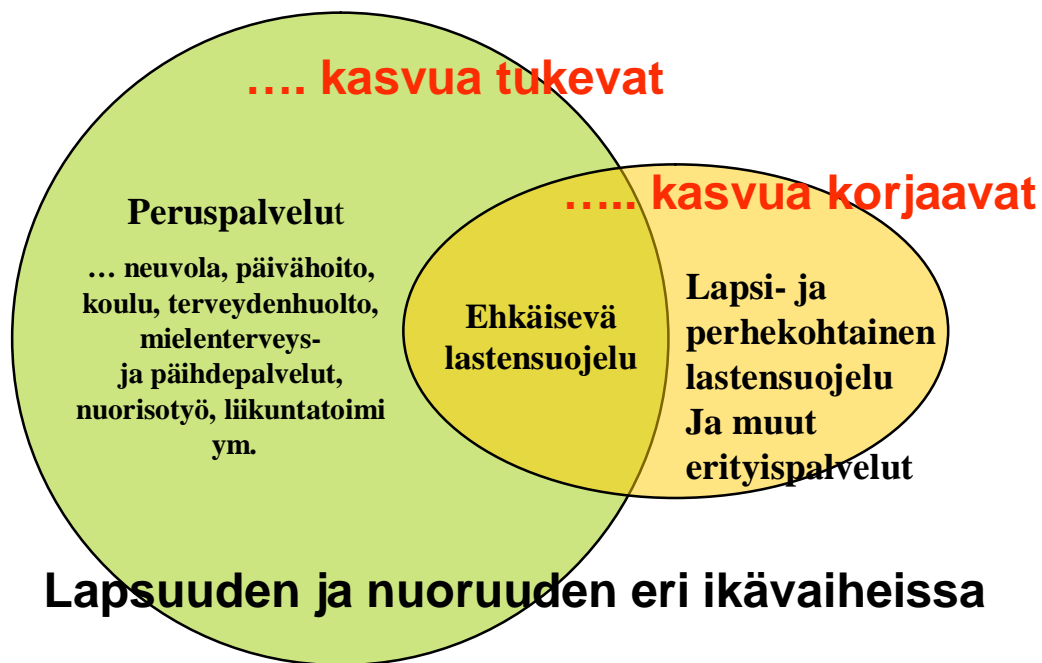 …. kasvua tukevat
….. kasvua korjaavat
Peruspalvelut
… neuvola, päivähoito,
koulu, terveydenhuolto,
mielenterveys-
ja päihdepalvelut,
nuorisotyö, liikuntatoimi
ym.
Ehkäisevä
lastensuojelu
Lapsi- ja
perhekohtainen
lastensuojelu
Ja muut
erityispalvelut
Lapsuuden ja nuoruuden eri ikävaiheissa